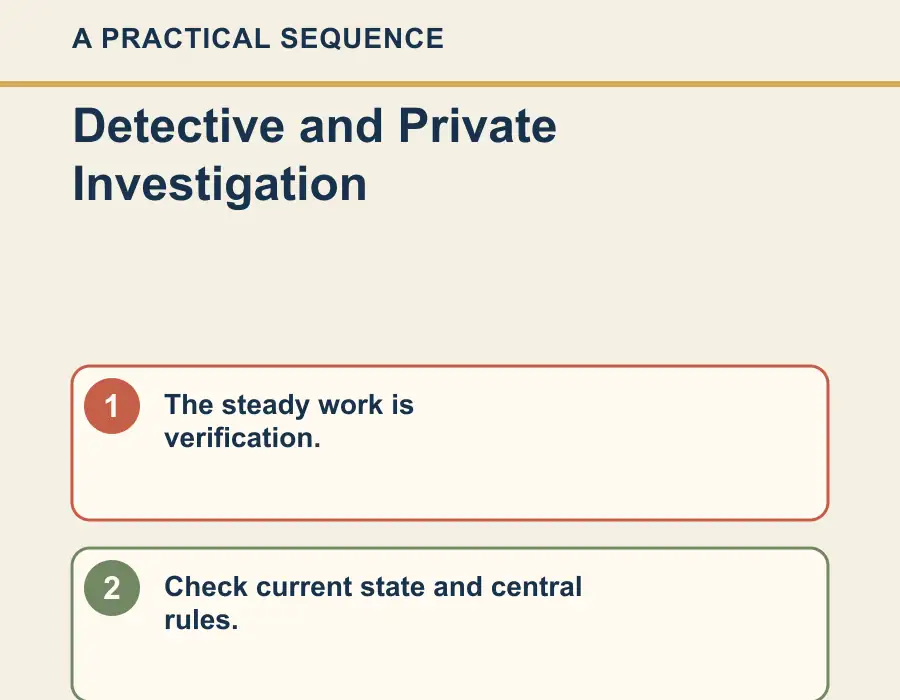 A PRACTICAL SEQUENCE
Detective and Private
Investigation
1
The steady work is
verification.
2
Check current state and central
rules.